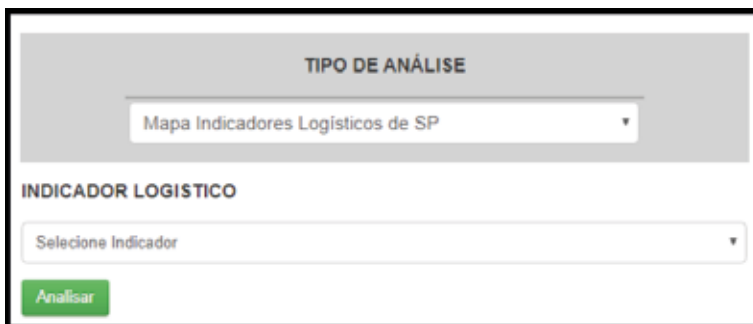 TIPO DE ANÁLISE
Mapa Indicadores Logísticos de SP
INDICADOR LOGISTICO
Selecione Indicador
Analisar